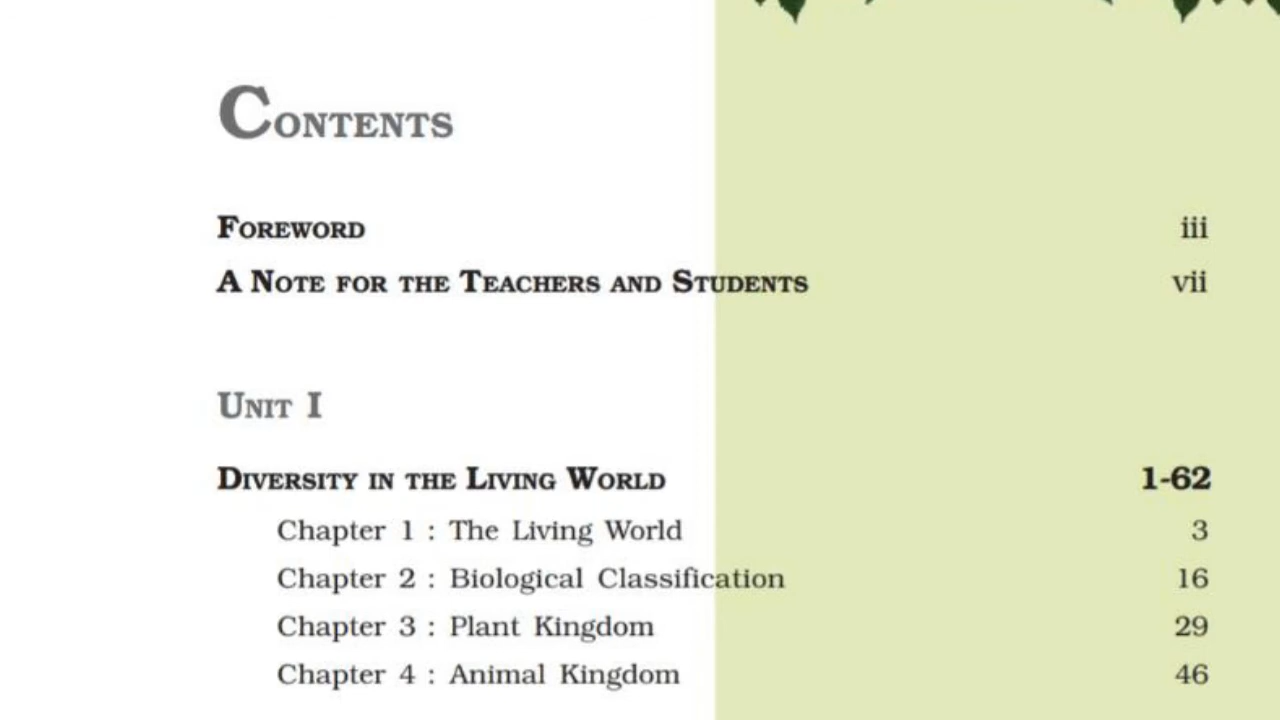 Contents
Foreword iii
A Note for the Teachers and Students vii
Unit I
Diversity in the Living World 1-62
Chapter 1 : The Living World 3
Chapter 2 : Biological Classification 16
Chapter 3 : Plant Kingdom 29
Chapter 4 : Animal Kingdom 46